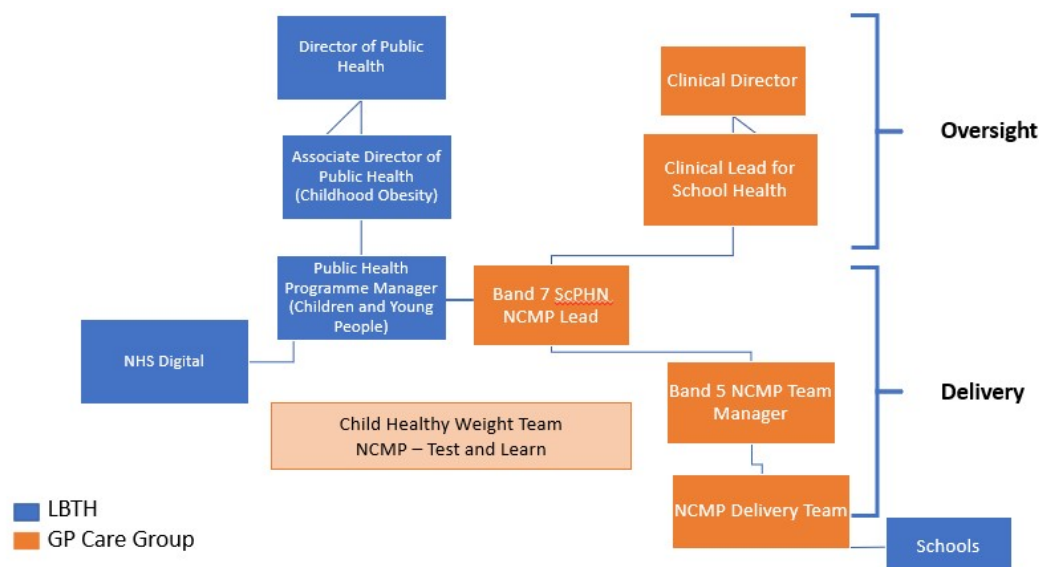 Director of Public
Health
Clinical Director
Oversight
Associate Director of
Public Health
(Childhood Obesity)
Clinical Lead for
School Health
Public Health
Programme Manager
(Children and Young
People)
Band 7 ScPHN
NCMP Lead
NHS Digital
Band 5 NCMP Team
Manager
Delivery
Child Healthy Weight Team
NCMP – Test and Learn
NCMP Delivery Team
LBTH
GP Care Group
Schools